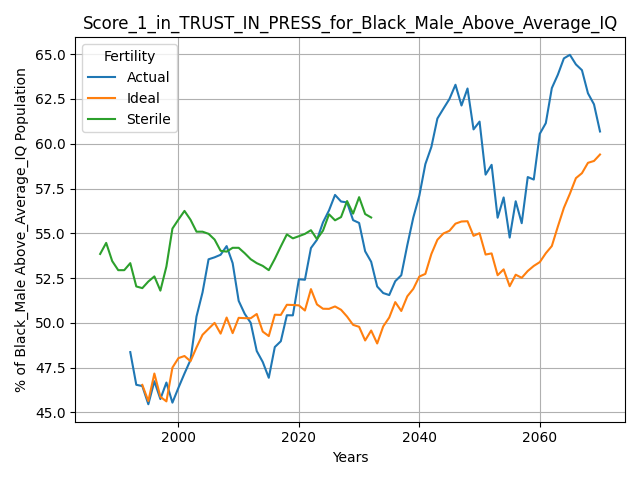 Score_1_in_TRUST_IN_PRESS_for_Black_Male_Above_Average_IQ
% of Black_Male Above_Average_IQ Population
65.0
62.5
60.0
57.5
55.0
52.5
50.0
47.5
45.0
Fertility
Actual
Ideal
Sterile
2000
2020
2040
2060
Years